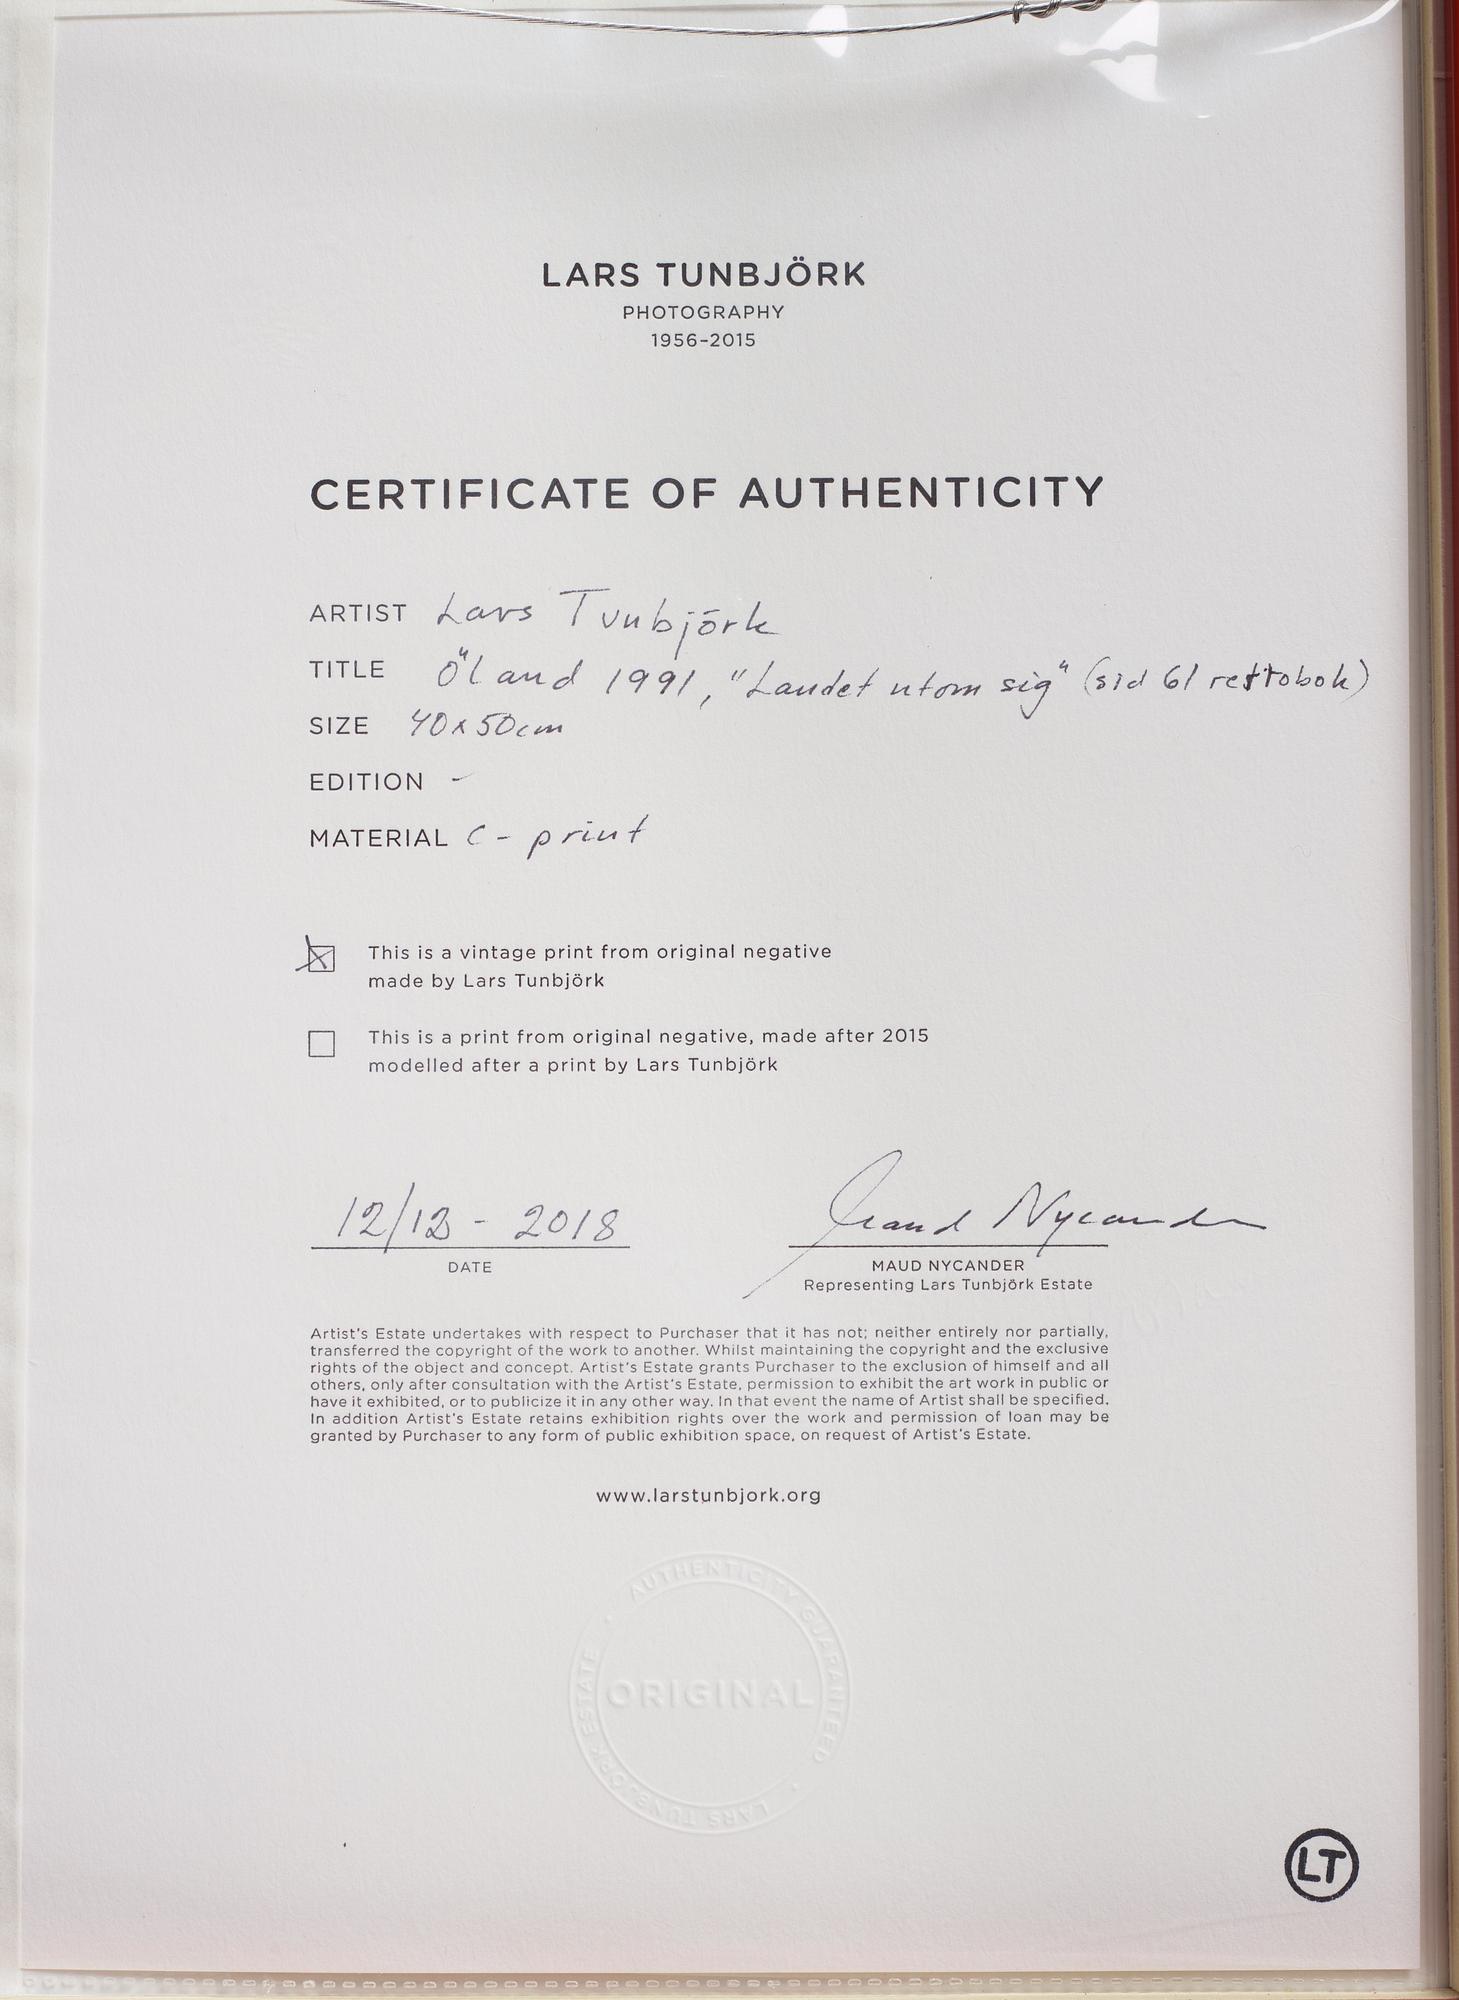 LARS TUNBJÖRK
PHOTOGRAPHY
1956–2015
CERTIFICATE OF AUTHENTICITY
ARTIST Lars Tunbjörk
TITLE Öland 1991, "Landet utom sig" (sid 61 retrobok)
SIZE 40x50cm
EDITION -
MATERIAL C-print
This is a vintage print from original negative
made by Lars Tunbjörk
This is a print from original negative, made after 2015
modelled after a print by Lars Tunbjörk
12/12 - 2018 Maud Nycander
DATE
MAUD NYCANDER
Representing Lars Tunbjörk Estate
Artist's Estate undertakes with respect to Purchaser that it has not; neither entirely nor partially,
transferred the copyright of the work to another. Whilst maintaining the copyright and the exclusive
rights of the object and concept. Artist's Estate grants Purchaser to the exclusion of himself and all
others, only after consultation with the Artist's Estate, permission to exhibit the art work in public or
have it exhibited, or to publicize it in any other way. In that event the name of Artist shall be specified.
In addition Artist's Estate retains exhibition rights over the work and permission of loan may be
granted by Purchaser to any form of public exhibition space, on request of Artist's Estate.
www.larstunbjork.org
AUTHENTICITY GUARANTEED
ORIGINAL
LARS TUNBJÖRK ESTATE
LT